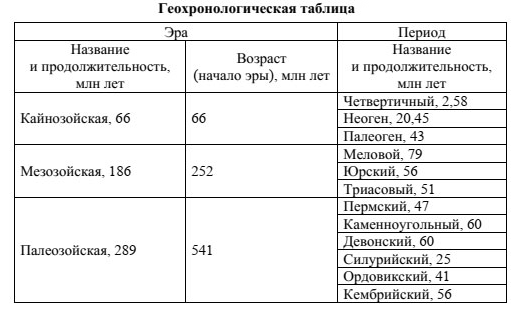 Геохронологическая таблица
Эра
Период
Название
и продолжительность,
млн лет
Возраст
(начало эры), млн лет
Название
и продолжительность,
млн лет
Кайнозойская, 66
66
Четвертичный, 2,58
Неоген, 20,45
Палеоген, 43
Мезозойская, 186
252
Меловой, 79
Юрский, 56
Триасовый, 51
Палеозойская, 289
541
Пермский, 47
Каменноугольный, 60
Девонский, 60
Силурийский, 25
Ордовикский, 41
Кембрийский, 56